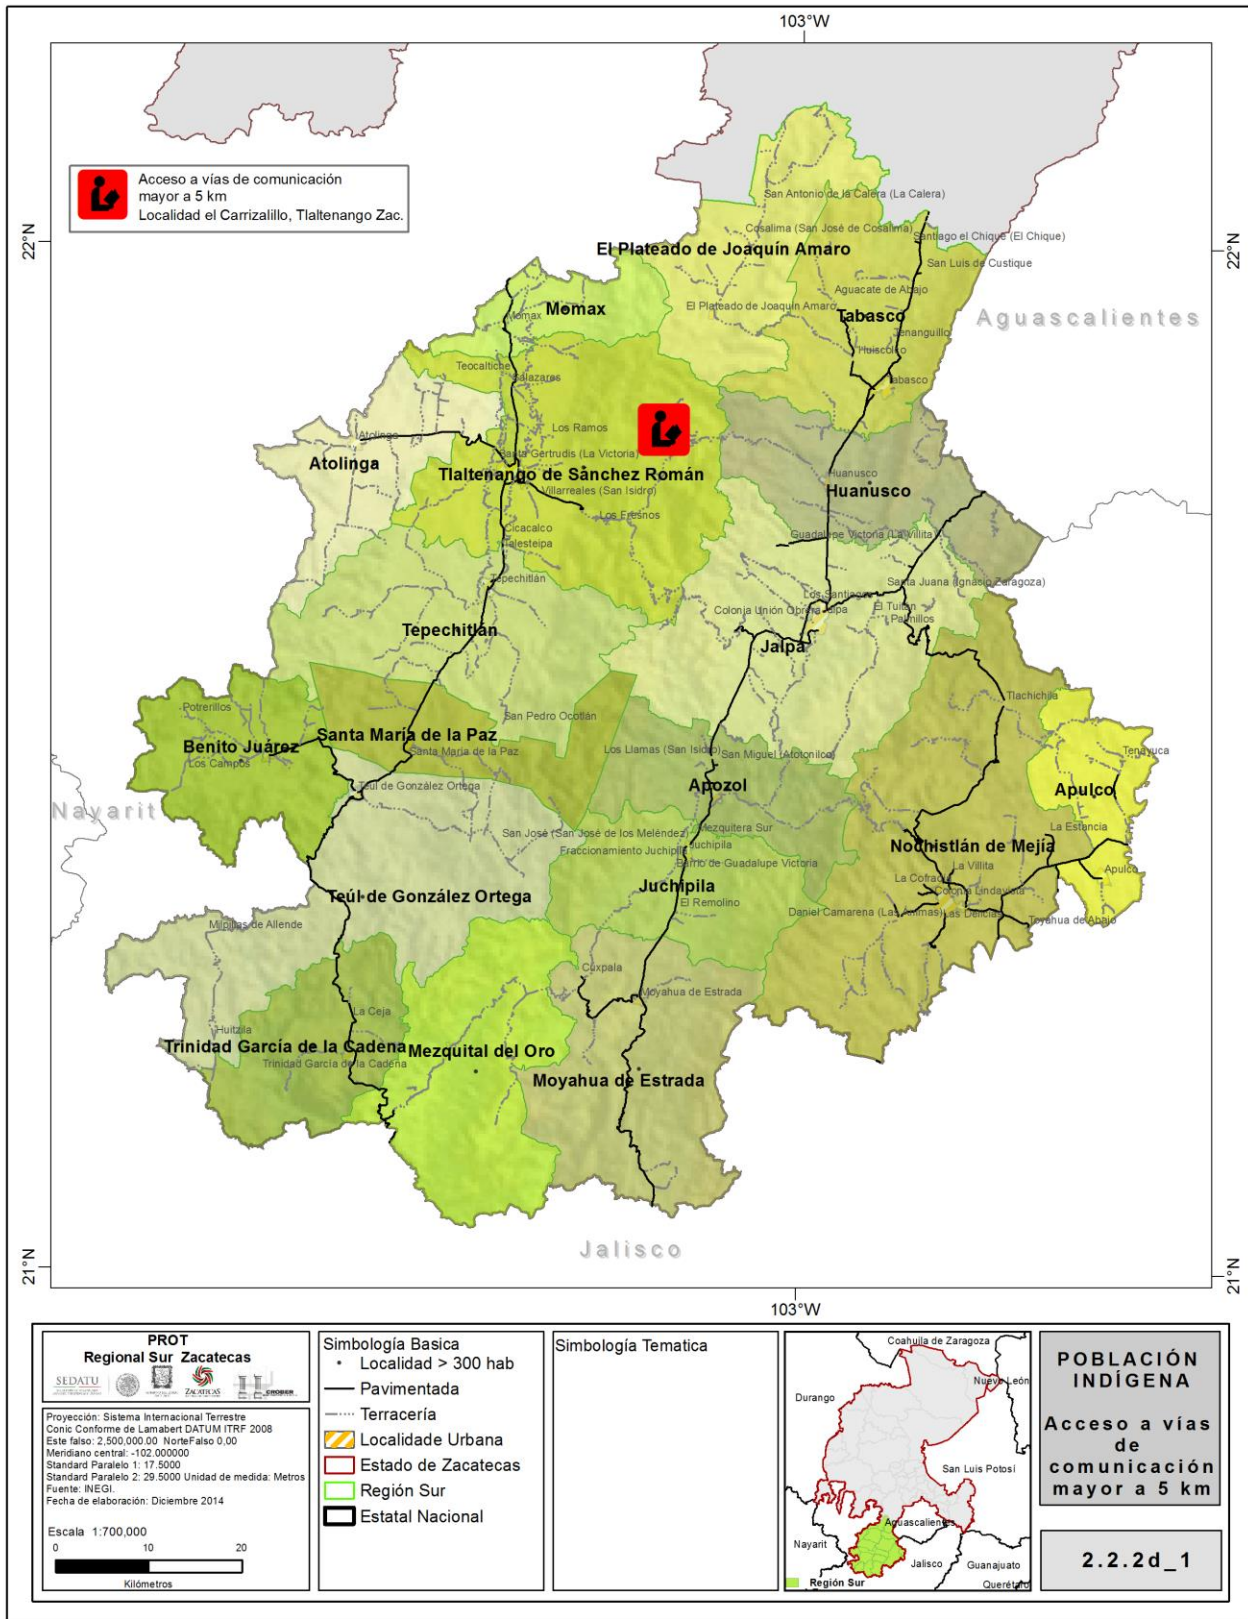 103°W
Acceso a vías de comunicación
mayor a 5 km
Localidad el Carrizalillo, Tlaltenango Zac.
22°N
22°N
San Antonio de la Calera (La Calera)
Cosalima (San José de Cosalima)
Santiago el Chique (El Chique)
El Plateado de Joaquín Amaro
San Luis de Custique
Aguacate de Abajo
El Plateado de Joaquín Amaro
Momax
Momax
Tabasco
Aguascalientes
Tenanguillo
Huiscolco
Teocaltiche
Salazares
Tabasco
Los Ramos
Atolinga
Santa Gertrudis (La Victoria)
Atolinga
Tlaltenango de Sánchez Román
Huanusco
Huanusco
Villarreales (San Isidro)
Los Fresnos
Cicacalco
Talesteipa
Guadalupe Victoria (La Villita)
Tepechitlán
Santa Juana (Ignacio Zaragoza)
Los Santiagos
Colonia Unión Obrera
Jalpa
El Tuitán
Palmillos
Tepechitlán
Jalpa
Tlachichila
Potrerillos
San Pedro Ocotlán
Santa María de la Paz
Benito Juárez
Los Campos
Santa María de la Paz
Los Llamas (San Isidro)
San Miguel (Atotonilco)
Tenayuca
Teul de González Ortega
Apozol
Apulco
Nayarit
San José (San José de los Meléndez)
Mezquitera Sur
La Estancia
Fraccionamiento Juchipila
Juchipila
Nochistlán de Mejía
Barrio de Guadalupe Victoria
La Villita
La Cofradía
Apulco
Juchipila
Colonia Lindavista
Teúl de González Ortega
El Remolino
Daniel Camarena (Las Ánimas)
Las Delicias
Toyahua de Abajo
Milpillas de Allende
Cuxpala
Moyahua de Estrada
La Ceja
Huitzila
Trinidad García de la Cadena
Mezquital del Oro
Trinidad García de la Cadena
Moyahua de Estrada
Jalisco
21°N
21°N
103°W
PROT
Regional Sur Zacatecas
SEDATU
ZACATECAS
CROBER
Proyección: Sistema Internacional Terrestre
Conic Conforme de Lamabert DATUM ITRF 2008
Este falso: 2,500,000.00 NorteFalso 0,00
Meridiano central: -102.000000
Standard Paralelo 1: 17.5000
Standard Paralelo 2: 29.5000 Unidad de medida: Metros
Fuente: INEGI.
Fecha de elaboración: Diciembre 2014
Escala 1:700,000
0 10 20
Kilómetros
Simbología Basica
Localidad > 300 hab
Pavimentada
Terracería
Localidade Urbana
Estado de Zacatecas
Región Sur
Estatal Nacional
Simbología Tematica
Coahuila de Zaragoza
Nuevo León
Durango
San Luis Potosí
Aguascalientes
Nayarit
Jalisco
Guanajuato
Región Sur
Querétaro
POBLACIÓN
INDÍGENA
Acceso a vías
de
comunicación
mayor a 5 km
2.2.2d_1